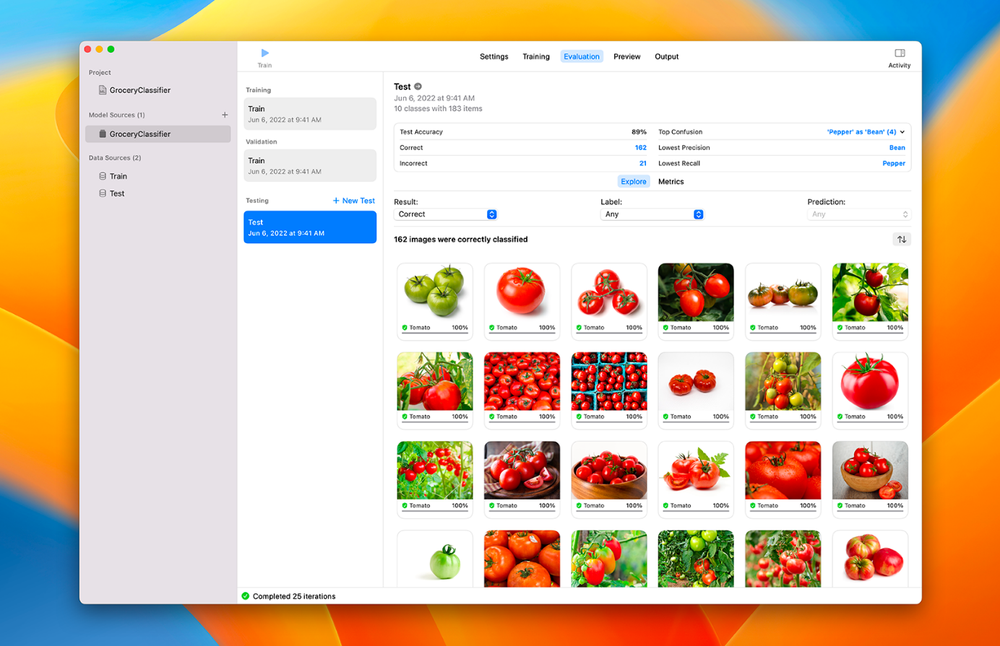 Project
GroceryClassifier
Model Sources (1) +
GroceryClassifier
Data Sources (2)
Train
Test
Train
Settings Training Evaluation Preview Output
Activity
Training
Train
Jun 6, 2022 at 9:41 AM
Validation
Train
Jun 6, 2022 at 9:41 AM
Testing + New Test
Test
Jun 6, 2022 at 9:41 AM
Test
Jun 6, 2022 at 9:41 AM
10 classes with 183 items
Test Accuracy 89% Top Confusion 'Pepper' as 'Bean' (4)
Correct 162 Lowest Precision Bean
Incorrect 21 Lowest Recall Pepper
Explore Metrics
Result: Label: Prediction:
Correct Any Any
162 images were correctly classified
Tomato 100% Tomato 100% Tomato 100% Tomato 100% Tomato 100% Tomato 100%
Tomato 100% Tomato 100% Tomato 100% Tomato 100% Tomato 100% Tomato 100%
Tomato 100% Tomato 100% Tomato 100% Tomato 100% Tomato 100% Tomato 100%
Completed 25 iterations